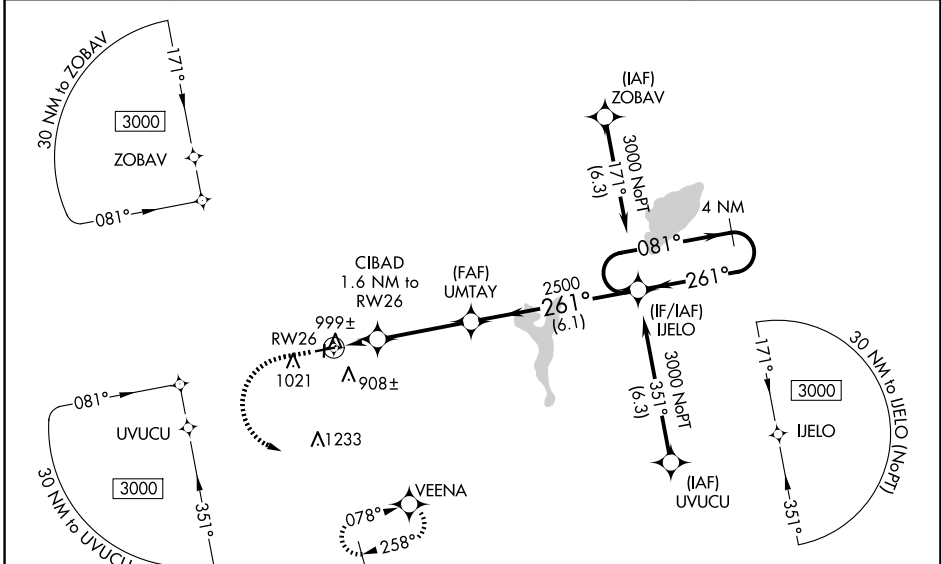 30 NM to ZOBAV
171°
3000
ZOBAV
081°
(IAF)
ZOBAV
3000 NoPT
171°
(6.3)
4 NM
081°
261°
CIBAD
1.6 NM to
RW26
(FAF)
UMTAY
2500
261°
(6.1)
(IF/IAF)
IJELO
RW26
999±
1021
908±
1233
3000 NoPT
351°
(6.3)
(IAF)
UVUCU
171°
3000
IJELO
351°
30 NM to IJELO (NoPT)
081°
UVUCU
3000
351°
30 NM to UVUCU
VEENA
078°
258°